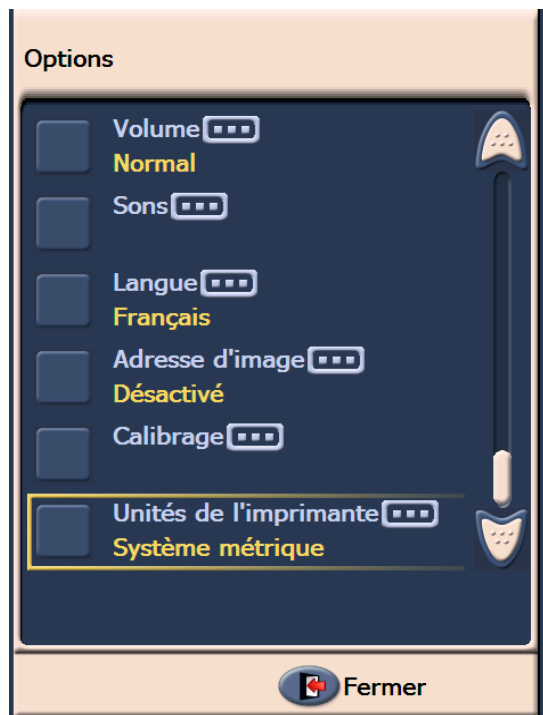 Options
Volume
Normal
Sons
Langue
Français
Adresse d'image
Désactivé
Calibrage
Unités de l'imprimante
Système métrique
Fermer